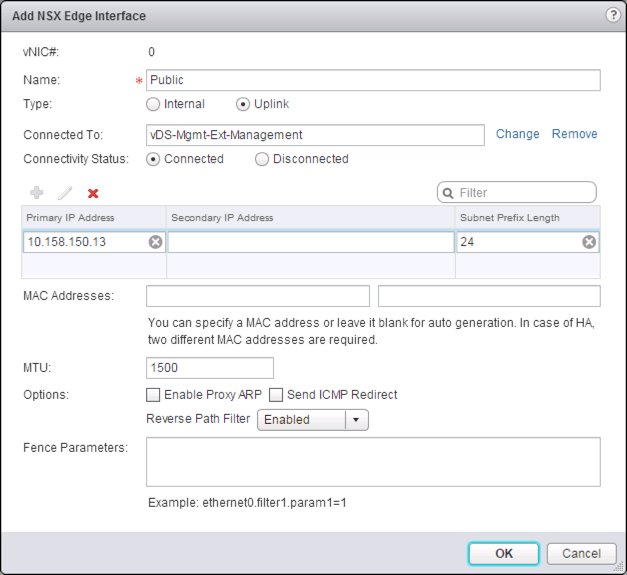 Add NSX Edge Interface ?
vNIC#: 0
Name: * Public
Type: Internal Uplink
Connected To: vDS-Mgmt-Ext-Management Change Remove
Connectivity Status: Connected Disconnected
Filter
Primary IP Address Secondary IP Address Subnet Prefix Length
10.158.150.13 24
MAC Addresses:
You can specify a MAC address or leave it blank for auto generation. In case of HA,
two different MAC addresses are required.
MTU: 1500
Options: Enable Proxy ARP Send ICMP Redirect
Reverse Path Filter Enabled
Fence Parameters:
Example: ethernet0.filter1.param1=1
OK Cancel